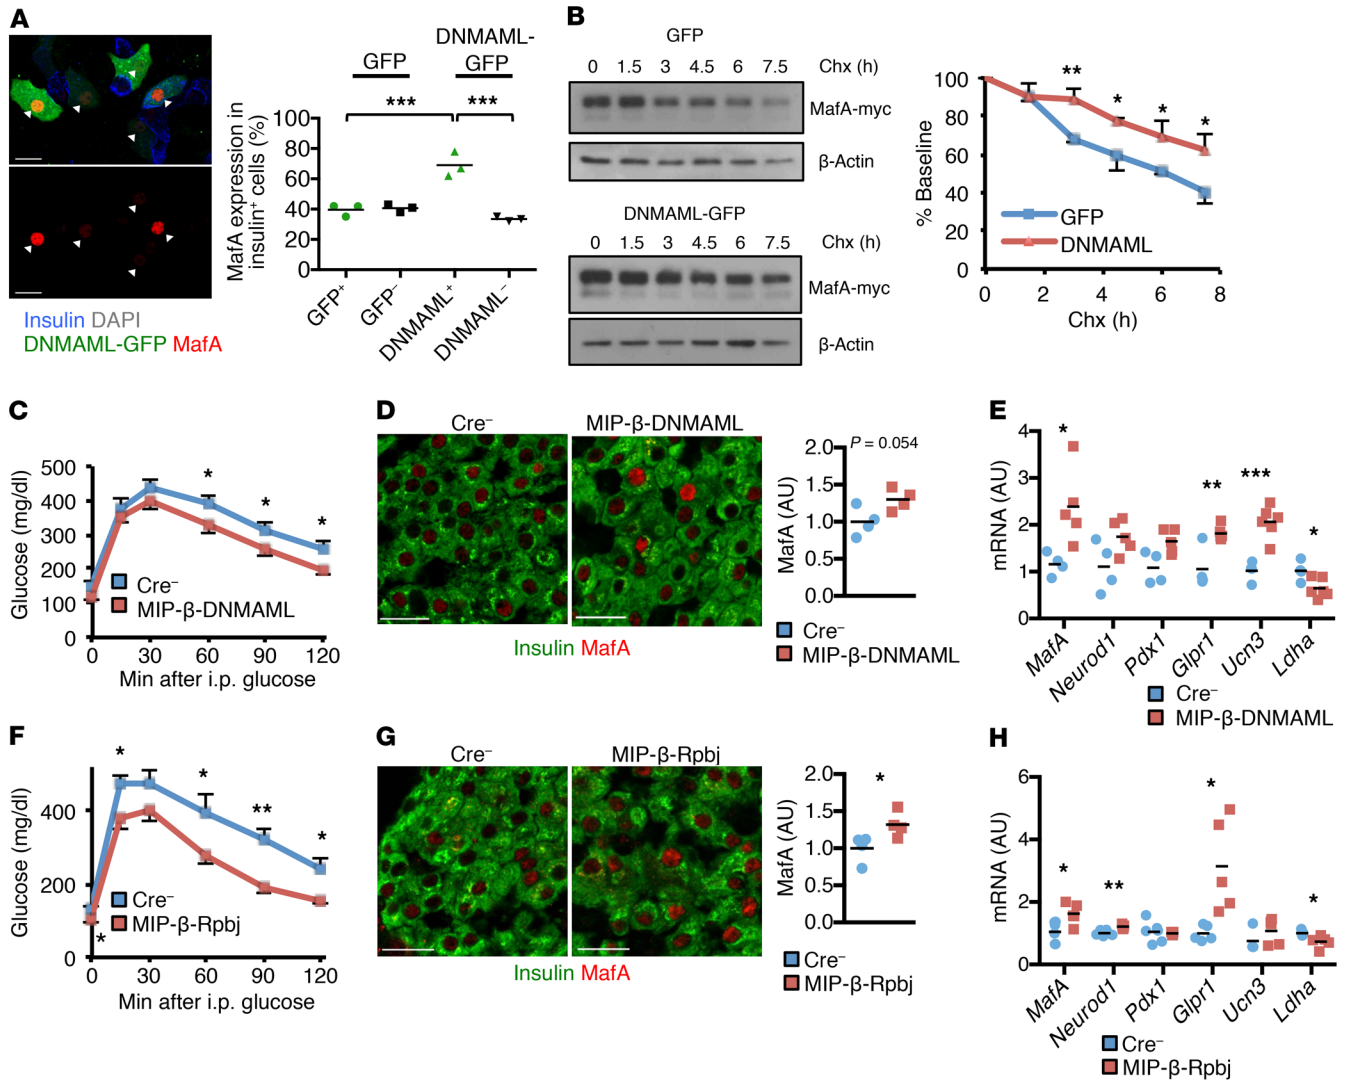 A
GFP
DNMAML-
GFP
***
***
MafA expression in
insulin⁺ cells (%)
100
80
60
40
20
0
GFP⁺
GFP⁻
DNMAML⁺
DNMAML⁻
Insulin DAPI
DNMAML-GFP MafA
B
GFP
0 1.5 3 4.5 6 7.5 Chx (h)
MafA-myc
β-Actin
DNMAML-GFP
0 1.5 3 4.5 6 7.5 Chx (h)
MafA-myc
β-Actin
% Baseline
100
80
60
40
20
0
** * * *
GFP
DNMAML
0 2 4 6 8
Chx (h)
C
Glucose (mg/dl)
500
400
300
200
100
0
* * *
Cre⁻
MIP-β-DNMAML
0 30 60 90 120
Min after i.p. glucose
D
Cre⁻
MIP-β-DNMAML
Insulin MafA
MafA (AU)
2.0
1.5
1.0
0.5
0.0
P = 0.054
Cre⁻
MIP-β-DNMAML
E
mRNA (AU)
4
3
2
1
0
* ** *** *
MafA
Neurod1
Pdx1
Glpr1
Ucn3
Ldha
Cre⁻
MIP-β-DNMAML
F
Glucose (mg/dl)
400
200
0
* * ** *
*
Cre⁻
MIP-β-Rpbj
0 30 60 90 120
Min after i.p. glucose
G
Cre⁻
MIP-β-Rpbj
Insulin MafA
MafA (AU)
2.0
1.5
1.0
0.5
0.0
*
Cre⁻
MIP-β-Rpbj
H
mRNA (AU)
6
4
2
0
* ** * *
MafA
Neurod1
Pdx1
Glpr1
Ucn3
Ldha
Cre⁻
MIP-β-Rpbj